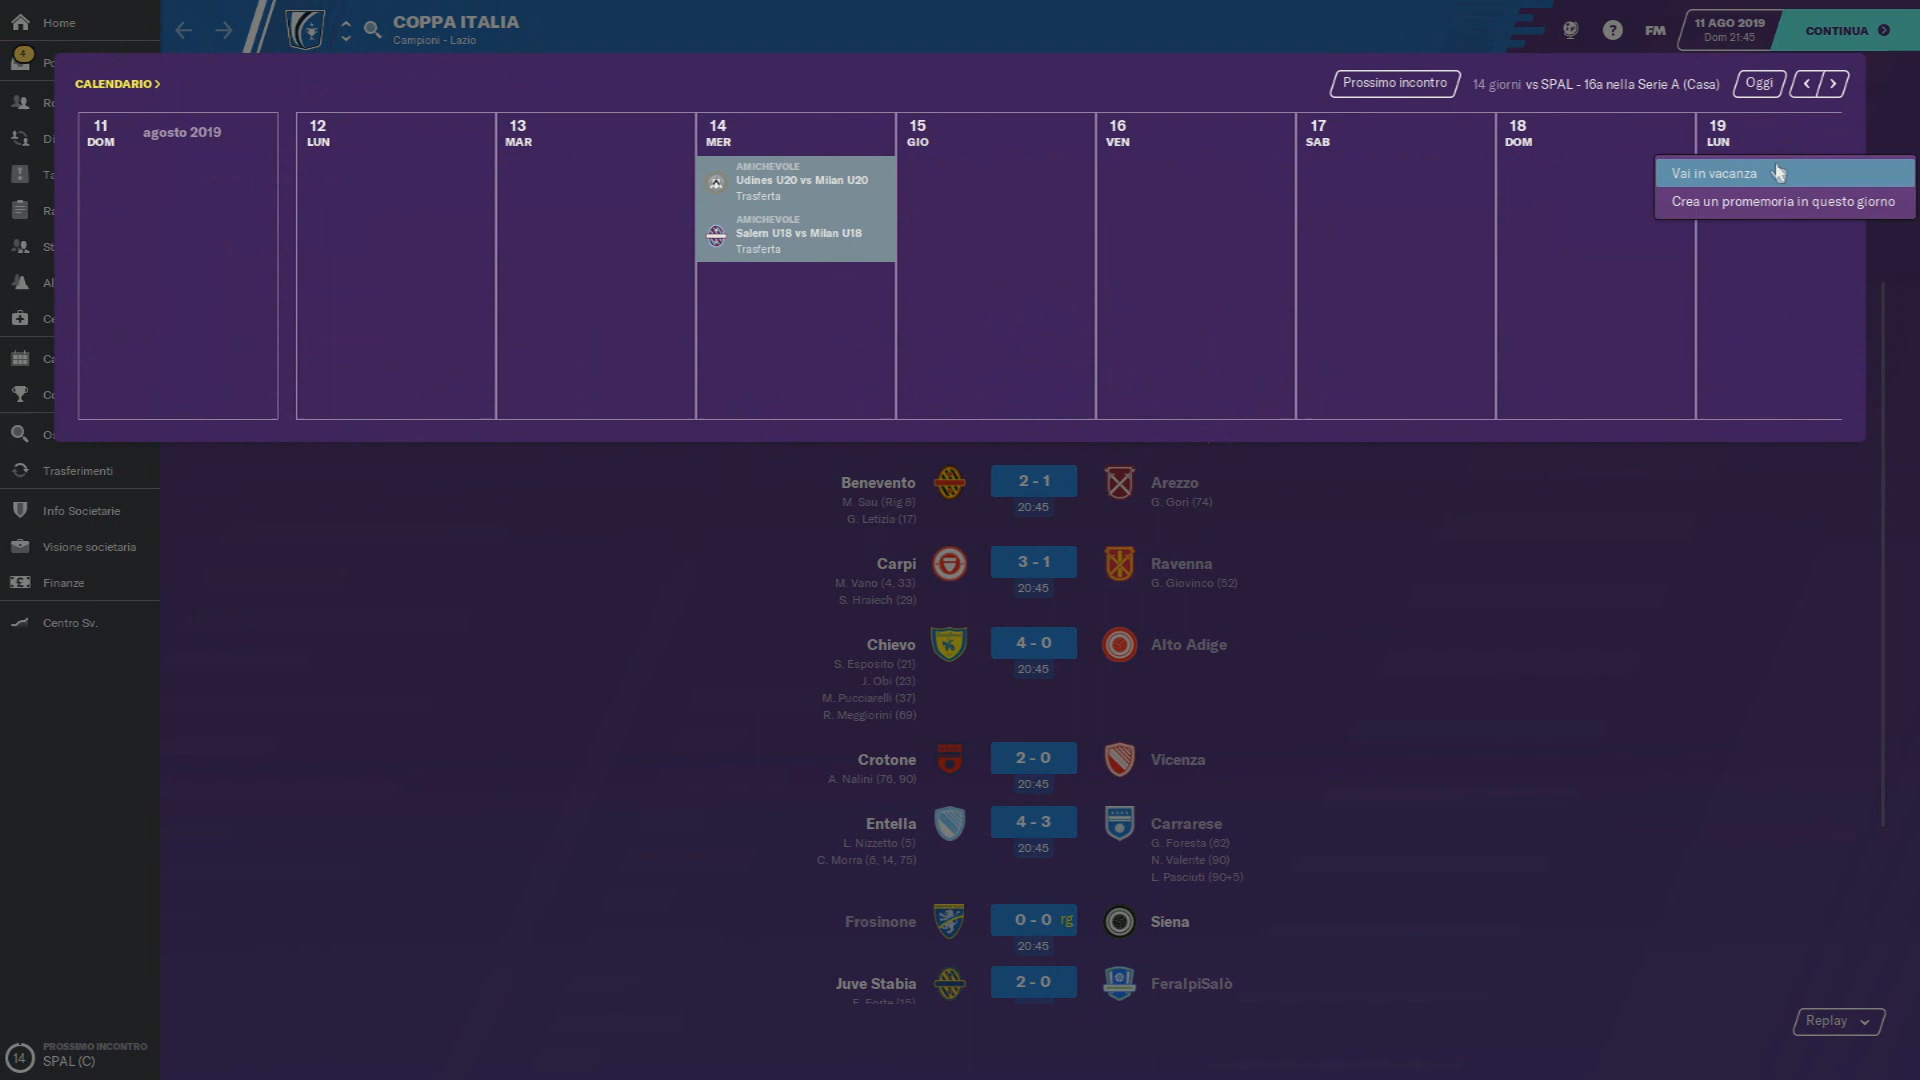 Home
COPPA ITALIA
Campioni - Lazio
FM
11 AGO 2019
Dom 21:45
CONTINUA
4
CALENDARIO >
Prossimo incontro
14 giorni vs SPAL - 16a nella Serie A (Casa)
Oggi
11
DOM
agosto 2019
12
LUN
13
MAR
14
MER
15
GIO
16
VEN
17
SAB
18
DOM
19
LUN
AMICHEVOLE
Udines U20 vs Milan U20
Trasferta
AMICHEVOLE
Salern U18 vs Milan U18
Trasferta
Vai in vacanza
Crea un promemoria in questo giorno
Trasferimenti
Info Societarie
Visione societaria
Finanze
Centro Sv.
Benevento
2 - 1
Arezzo
M. Sau (Rig.8)
G. Gori (74)
G. Letizia (17)
20:45
Carpi
3 - 1
Ravenna
M. Vano (4, 33)
G. Giovinco (52)
S. Hraiech (29)
20:45
Chievo
4 - 0
Alto Adige
S. Esposito (21)
20:45
J. Obi (23)
M. Pucciarelli (37)
R. Meggiorini (69)
Crotone
2 - 0
Vicenza
A. Nalini (76, 90)
20:45
Entella
4 - 3
Carrarese
L. Nizzetto (5)
20:45
G. Foresta (62)
C. Morra (6, 14, 75)
N. Valente (90)
L. Pasciuti (90+5)
Frosinone
0 - 0 rg
Siena
20:45
Juve Stabia
2 - 0
FeralpiSalò
F. Forte (15)
Replay
14
PROSSIMO INCONTRO
SPAL (C)